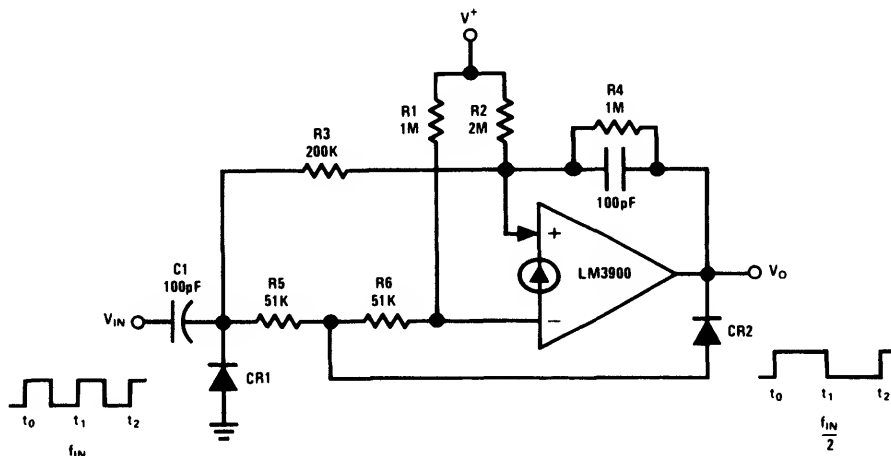 V+
R1
1M
R2
2M
R4
1M
R3
200K
100pF
+
LM3900
−
VO
C1
100pF
VIN
R5
51K
R6
51K
CR1
CR2
t0 t1 t2
fIN
t0 t1 t2
fIN
2